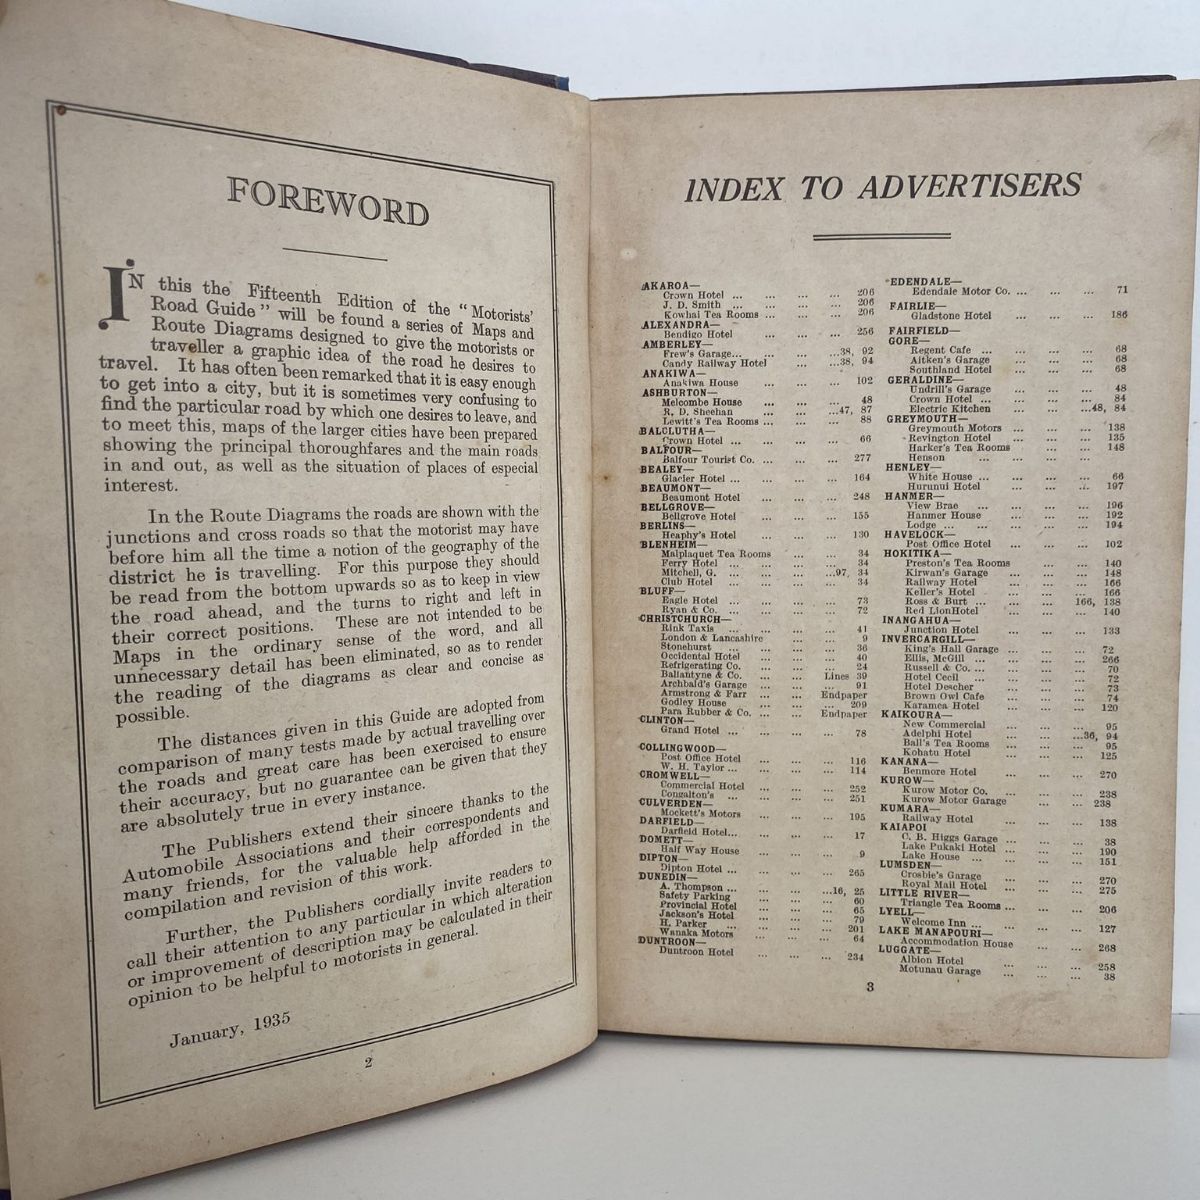 FOREWORD
IN this the Fifteenth Edition of the "Motorists'
Road Guide" will be found a series of Maps and
Route Diagrams designed to give the motorists or
traveller a graphic idea of the road he desires to
travel. It has often been remarked that it is easy enough
to get into a city, but it is sometimes very confusing to
find the particular road by which one desires to leave, and
to meet this, maps of the larger cities have been prepared
showing the principal thoroughfares and the main roads
in and out, as well as the situation of places of especial
interest.
In the Route Diagrams the roads are shown with the
junctions and cross roads so that the motorist may have
before him all the time a notion of the geography of the
district he is travelling. For this purpose they should
be read from the bottom upwards so as to keep in view
the road ahead, and the turns to right and left in
their correct positions. These are not intended to be
Maps in the ordinary sense of the word, and all
unnecessary detail has been eliminated, so as to render
the reading of the diagrams as clear and concise as
possible.
The distances given in this Guide are adopted from
comparison of many tests made by actual travelling over
the roads and great care has been exercised to ensure
their accuracy, but no guarantee can be given that they
are absolutely true in every instance.
The Publishers extend their sincere thanks to the
Automobile Associations and their correspondents and
many friends, for the valuable help afforded in the
compilation and revision of this work.
Further, the Publishers cordially invite readers to
call their attention to any particular in which alteration
or improvement of description may be calculated in their
opinion to be helpful to motorists in general.
January, 1935
2
INDEX TO ADVERTISERS
AKAROA—
Crown Hotel ... ... ... ... 206
J. D. Smith ... ... ... ... 206
Kowhai Tea Rooms ... ... ... 206
ALEXANDRA—
Bendigo Hotel ... ... ... 256
AMBERLEY—
Frew's Garage... ... ... ...38, 92
Candy Railway Hotel ... ...38, 94
ANAKIWA—
Anakiwa House ... ... ... 102
ASHBURTON—
Melcombe House ... ... ... 48
R. D. Sheehan ... ... ...47, 87
Lewitt's Tea Rooms ... ... ... 88
BALCLUTHA—
Crown Hotel ... ... ... ... 66
BALFOUR—
Balfour Tourist Co. ... ... ... 277
BEALEY—
Glacier Hotel ... ... ... ... 164
BEAUMONT—
Beaumont Hotel ... ... ... 248
BELLGROVE—
Bellgrove Hotel ... ... ... 155
BERLINS—
Heaphy's Hotel ... ... ... 130
BLENHEIM—
Malplaquet Tea Rooms ... ... 34
Ferry Hotel ... ... ... ... 34
Mitchell, G. ... ... ... ...97, 34
Club Hotel ... ... ... ... 34
BLUFF—
Eagle Hotel ... ... ... ... 73
Ryan & Co. ... ... ... ... 72
CHRISTCHURCH—
Rink Taxis ... ... ... ... 41
London & Lancashire ... ... 9
Stonehurst ... ... ... ... 36
Occidental Hotel ... ... ... 40
Refrigerating Co. ... ... ... 24
Ballantyne & Co. ... ... Lines 39
Archbald's Garage ... ... ... 91
Armstrong & Farr ... ... Endpaper
Godley House ... ... ... 209
Para Rubber & Co. ... ... Endpaper
CLINTON—
Grand Hotel ... ... ... ... 78
COLLINGWOOD—
Post Office Hotel ... ... ... 116
W. H. Taylor ... ... ... ... 114
CROMWELL—
Commercial Hotel ... ... ... 252
Congalton's ... ... ... ... 251
CULVERDEN—
Mockett's Motors ... ... ... 195
DARFIELD—
Darfield Hotel... ... ... ... 17
DOMETT—
Half Way House ... ... ... 9
DIPTON—
Dipton Hotel ... ... ... ... 265
DUNEDIN—
A. Thompson ... ... ... ...16, 25
Safety Parking ... ... ... 60
Provincial Hotel ... ... ... 65
Jackson's Hotel ... ... ... 79
H. Parker ... ... ... ... 201
Wanaka Motors ... ... ... 64
DUNTROON—
Duntroon Hotel ... ... ... 234
EDENDALE—
Edendale Motor Co. ... ... ... 71
FAIRLIE—
Gladstone Hotel ... ... ... 186
FAIRFIELD—
GORE—
Regent Cafe ... ... ... ... 68
Aitken's Garage ... ... ... 68
Southland Hotel ... ... ... 68
GERALDINE—
Undrill's Garage ... ... ... 48
Crown Hotel ... ... ... ... 84
Electric Kitchen ... ... ...48, 84
GREYMOUTH—
Greymouth Motors ... ... ... 138
Revington Hotel ... ... ... 135
Harker's Tea Rooms ... ... ... 148
Henson ... ... ... ...
HENLEY—
White House ... ... ... ... 66
Hurunui Hotel ... ... ... 197
HANMER—
View Brae ... ... ... ... 196
Hanmer House ... ... ... 192
Lodge ... ... ... ... ... 194
HAVELOCK—
Post Office Hotel ... ... ... 102
HOKITIKA—
Preston's Tea Rooms ... ... 140
Kirwan's Garage ... ... ... 148
Railway Hotel ... ... ... 166
Keller's Hotel ... ... ... 166
Ross & Burt ... ... ... 166, 138
Red LionHotel ... ... ... 140
INANGAHUA—
Junction Hotel ... ... ... 133
INVERCARGILL—
King's Hall Garage ... ... 72
Ellis, McGill ... ... ... ... 266
Russell & Co. ... ... ... ... 70
Hotel Cecil ... ... ... ... 72
Hotel Descher ... ... ... 73
Brown Owl Cafe ... ... ... 74
Karamea Hotel ... ... ... 120
KAIKOURA—
New Commercial ... ... ... 95
Adelphi Hotel ... ... ...36, 94
Ball's Tea Rooms ... ... ... 95
Kohatu Hotel ... ... ... 125
KANANA—
Benmore Hotel ... ... ... 270
KUROW—
Kurow Motor Co. ... ... ... 238
Kurow Motor Garage ... ... 238
KUMARA—
Railway Hotel ... ... ... 138
KAIAPOI
C. B. Higgs Garage ... ... ... 38
Lake Pukaki Hotel ... ... ... 190
Lake House ... ... ... ... 151
LUMSDEN—
Crosbie's Garage ... ... ... 270
Royal Mail Hotel ... ... ... 275
LITTLE RIVER—
Triangle Tea Rooms ... ... ... 206
LYELL—
Welcome Inn ... ... ... ... 127
LAKE MANAPOURI—
Accommodation House ... ... 268
LUGGATE—
Albion Hotel ... ... ... 258
Motunau Garage ... ... ... 38
3